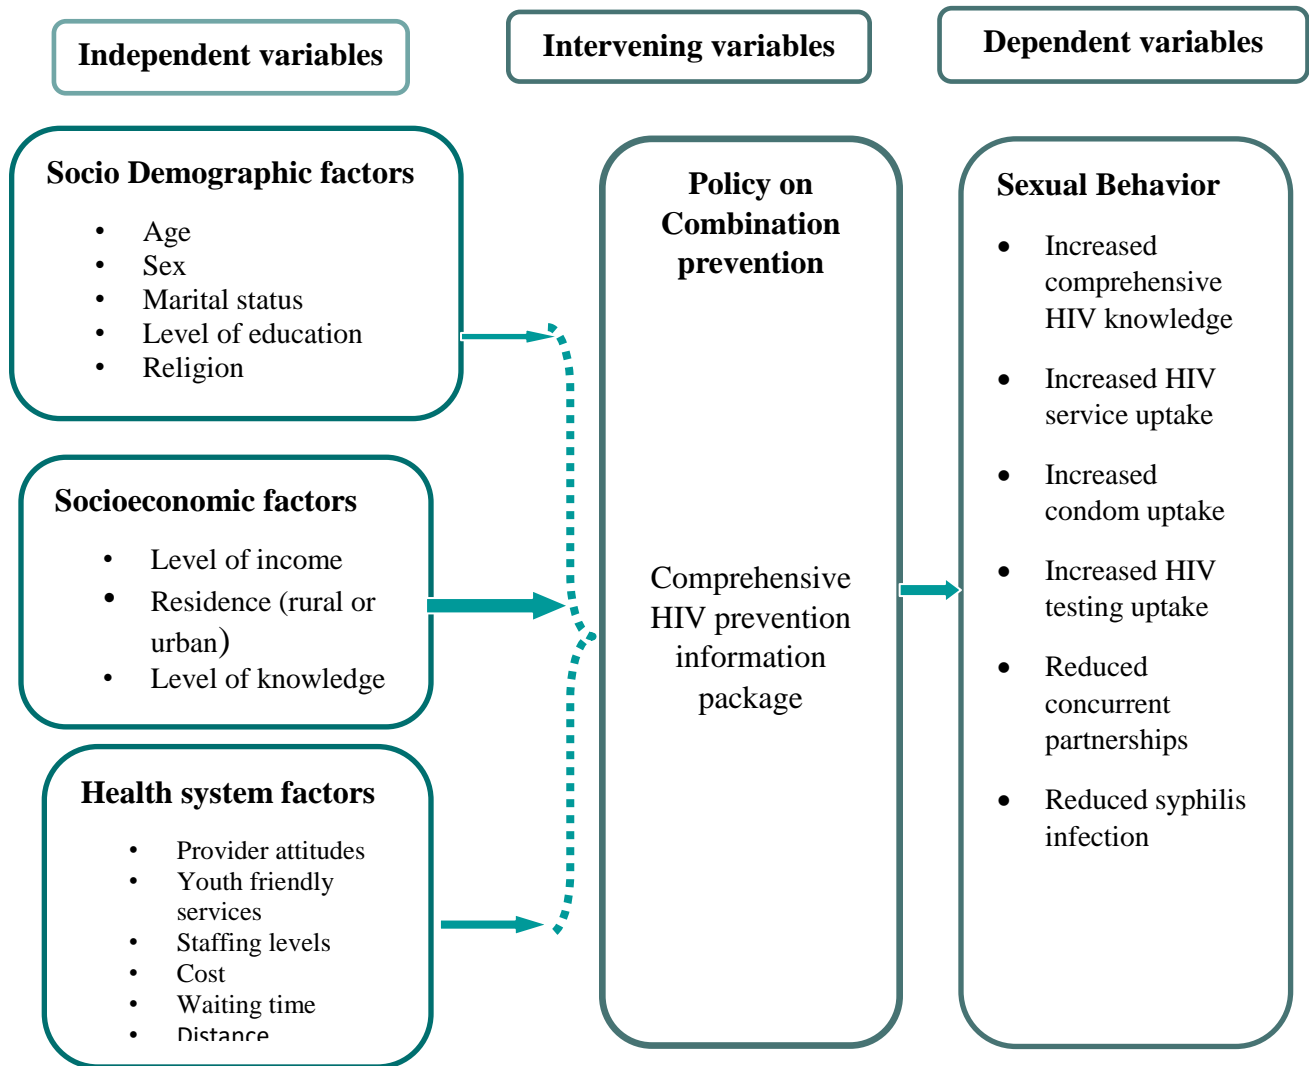 Independent variables
Intervening variables
Dependent variables
Socio Demographic factors
• Age
• Sex
• Marital status
• Level of education
• Religion
Socioeconomic factors
• Level of income
• Residence (rural or
urban)
• Level of knowledge
Health system factors
• Provider attitudes
• Youth friendly
services
• Staffing levels
• Cost
• Waiting time
• Distance
Policy on
Combination
prevention
Comprehensive
HIV prevention
information
package
Sexual Behavior
• Increased
comprehensive
HIV knowledge
• Increased HIV
service uptake
• Increased
condom uptake
• Increased HIV
testing uptake
• Reduced
concurrent
partnerships
• Reduced syphilis
infection